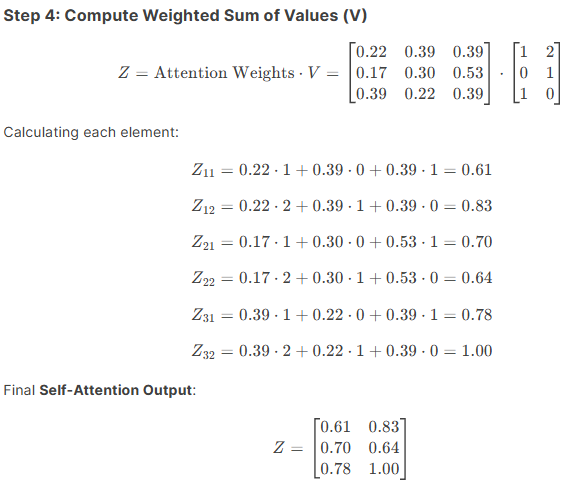 Step 4: Compute Weighted Sum of Values (V)
Z = Attention Weights · V = [0.22 0.39 0.39] [1 2]
[0.17 0.30 0.53] · [0 1]
[0.39 0.22 0.39] [1 0]
Calculating each element:
Z₁₁ = 0.22 · 1 + 0.39 · 0 + 0.39 · 1 = 0.61
Z₁₂ = 0.22 · 2 + 0.39 · 1 + 0.39 · 0 = 0.83
Z₂₁ = 0.17 · 1 + 0.30 · 0 + 0.53 · 1 = 0.70
Z₂₂ = 0.17 · 2 + 0.30 · 1 + 0.53 · 0 = 0.64
Z₃₁ = 0.39 · 1 + 0.22 · 0 + 0.39 · 1 = 0.78
Z₃₂ = 0.39 · 2 + 0.22 · 1 + 0.39 · 0 = 1.00
Final Self-Attention Output:
Z = [0.61 0.83]
[0.70 0.64]
[0.78 1.00]